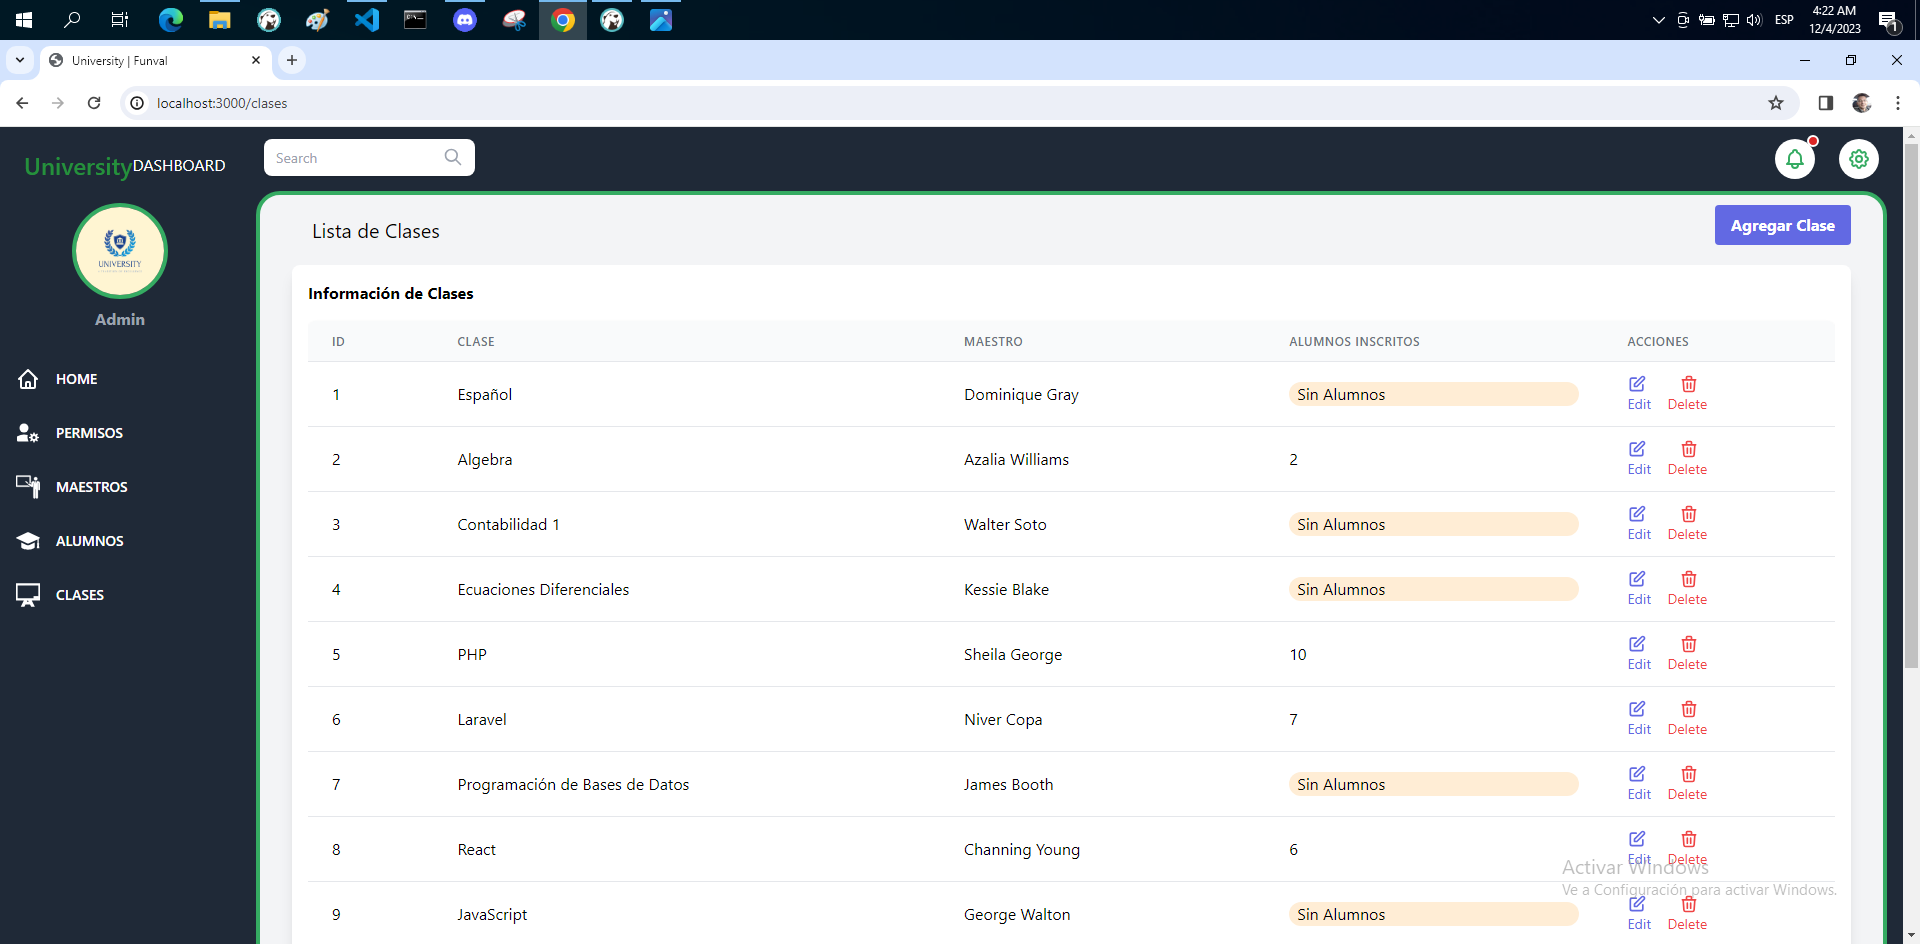 ESP
4:22 AM
12/4/2023
1
University | Funval
localhost:3000/clases
UniversityDASHBOARD
Search
UNIVERSITY
Admin
HOME
PERMISOS
MAESTROS
ALUMNOS
CLASES
Lista de Clases
Agregar Clase
Información de Clases
ID CLASE MAESTRO ALUMNOS INSCRITOS ACCIONES
1 Español Dominique Gray Sin Alumnos Edit Delete
2 Algebra Azalia Williams 2 Edit Delete
3 Contabilidad 1 Walter Soto Sin Alumnos Edit Delete
4 Ecuaciones Diferenciales Kessie Blake Sin Alumnos Edit Delete
5 PHP Sheila George 10 Edit Delete
6 Laravel Niver Copa 7 Edit Delete
7 Programación de Bases de Datos James Booth Sin Alumnos Edit Delete
8 React Channing Young 6 Edit Delete
9 JavaScript George Walton Sin Alumnos Edit Delete
Activar Windows
Ve a Configuración para activar Windows.